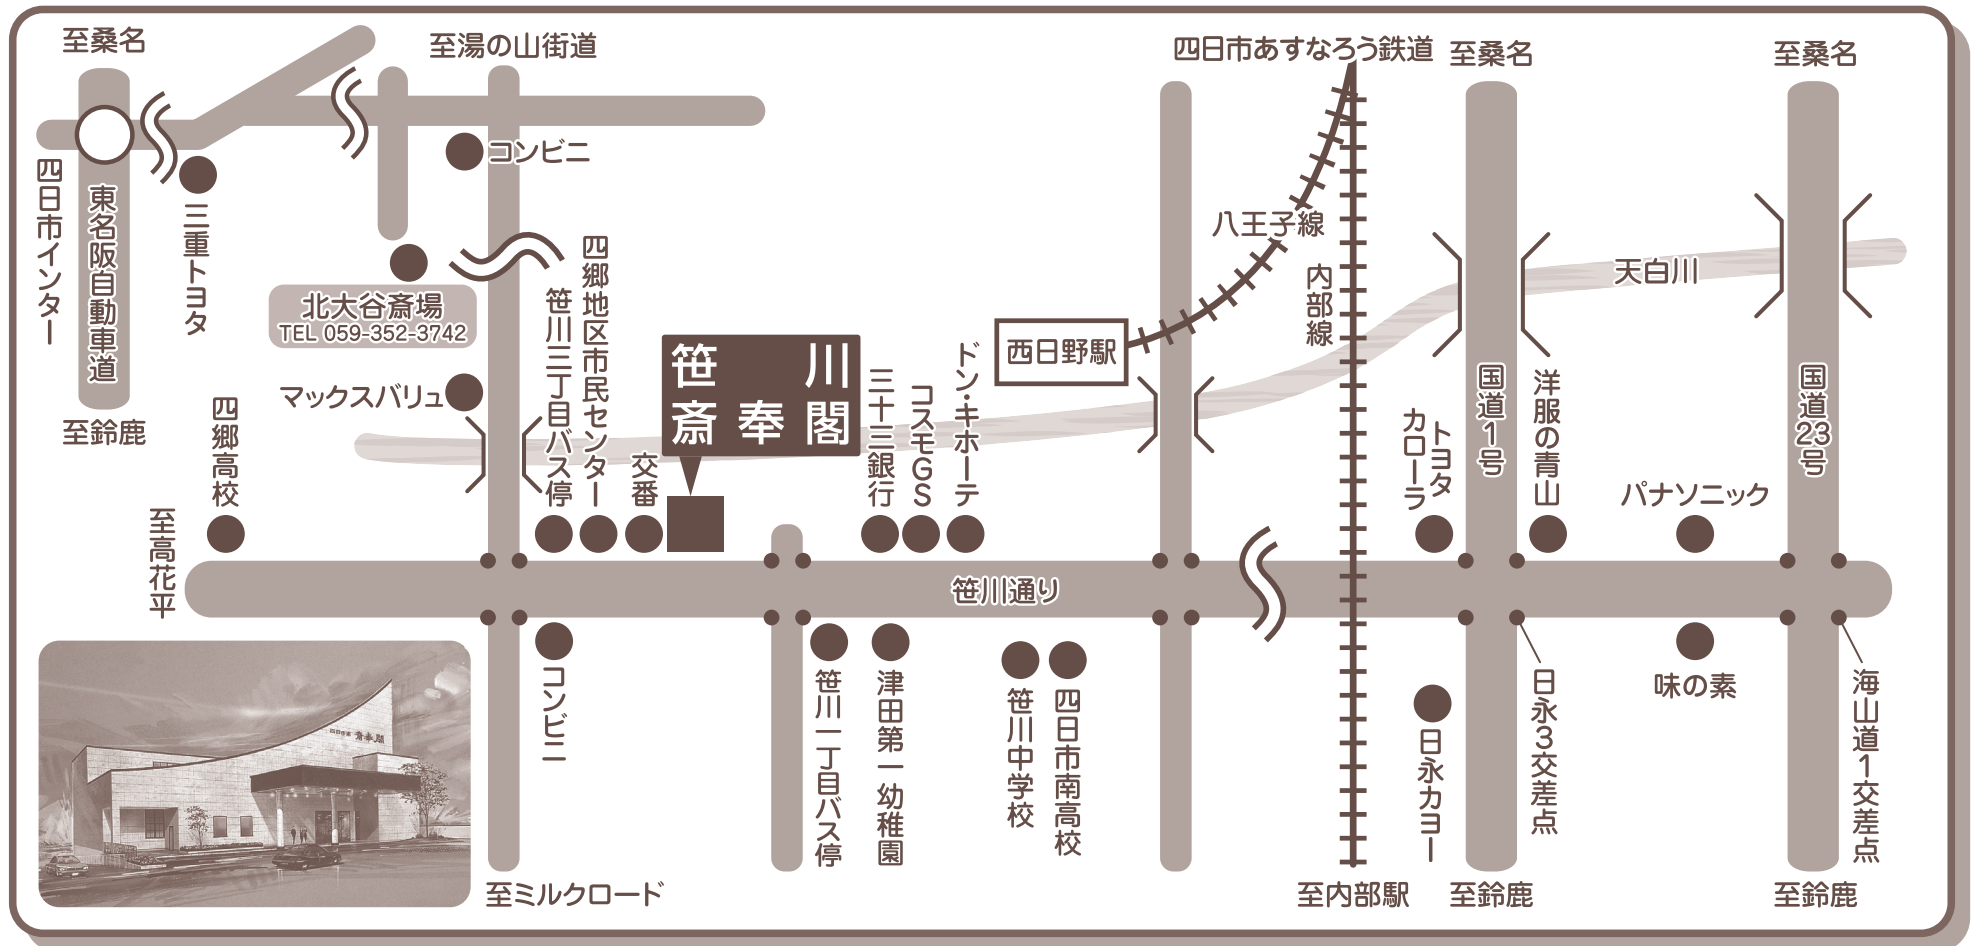 至桑名
四日市インター
東名阪自動車道
至鈴鹿
三重トヨタ
至湯の山街道
コンビニ
北大谷斎場
TEL 059-352-3742
マックスバリュ
四郷高校
至高花平
笹川三丁目バス停
四郷地区市民センター
交番
笹川
斎奉閣
三十三銀行
コスモGS
ドン・キホーテ
西日野駅
四日市あすなろう鉄道
八王子線
内部線
至桑名
至桑名
天白川
国道1号
国道23号
トヨタ
カローラ
洋服の青山
パナソニック
笹川通り
コンビニ
至ミルクロード
笹川一丁目バス停
津田第一幼稚園
笹川中学校
四日市南高校
至内部駅
日永カヨー
至鈴鹿
日永3交差点
味の素
海山道1交差点
至鈴鹿